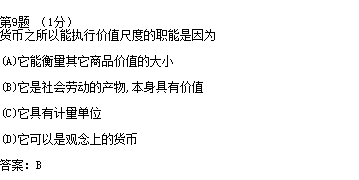 第9题 （1分）
货币之所以能执行价值尺度的职能是因为
(A)它能衡量其它商品价值的大小
(B)它是社会劳动的产物,本身具有价值
(C)它具有计量单位
(D)它可以是观念上的货币
答案：B